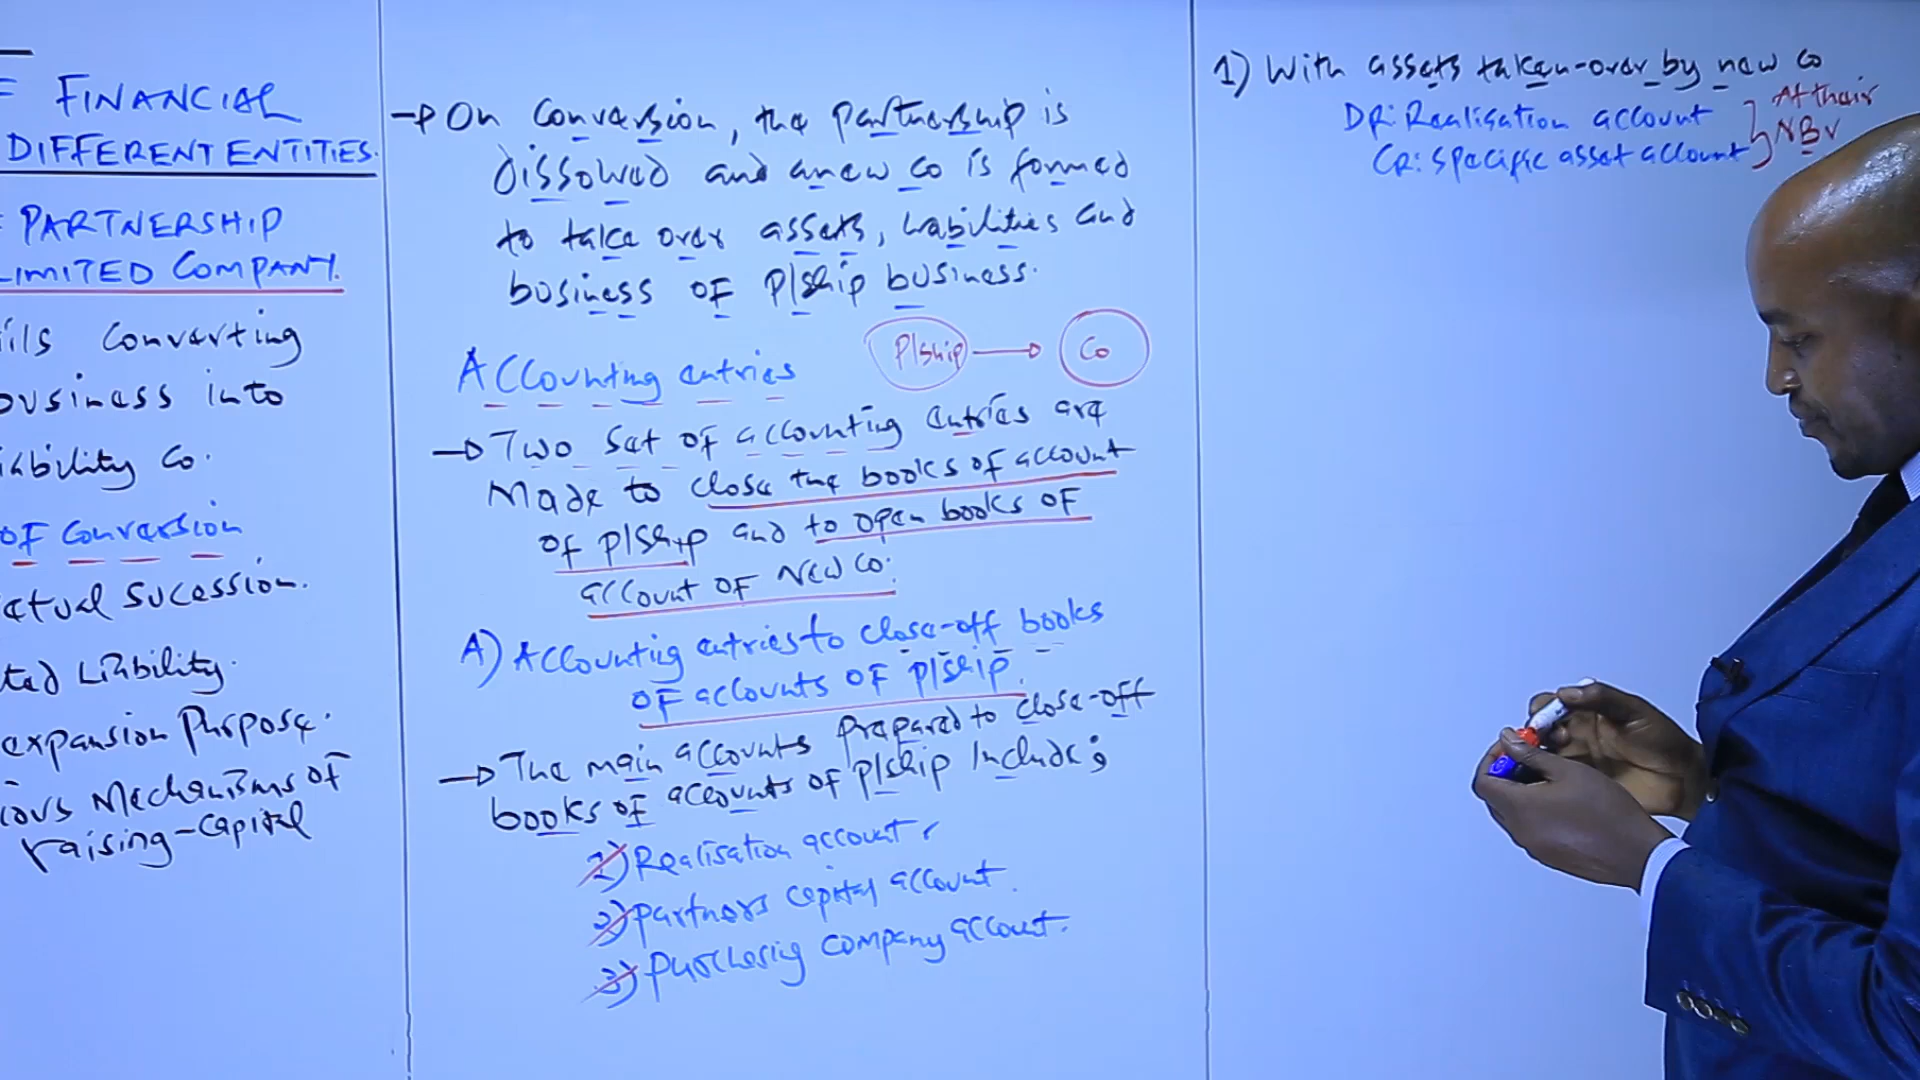 F FINANCIAL
DIFFERENT ENTITIES.
PARTNERSHIP
LIMITED COMPANY.
ils converting
business into
iability Co.
OF Conversion
etual Sucession.
ted Liability.
expansion Purpose.
ious Mechanisms of
raising-capital
→ On Conversion, the partnership is
dissolved and anew Co is formed
to take over assets, liabilities and
business of P/ship business.
P/ship → Co
Accounting entries
→ Two Set of accounting entries are
Made to close the books of account
of p/ship and to open books of
account of New Co.
A) Accounting entries to close-off books
of accounts of p/ship.
→ The main accounts prepared to close-off
books of accounts of p/ship Include;
1) Realisation account
2) partners capital account.
3) purchasing company account.
1) With assets taken-over by new Co
DR: Realisation account
CR: specific asset account
At their
NBV